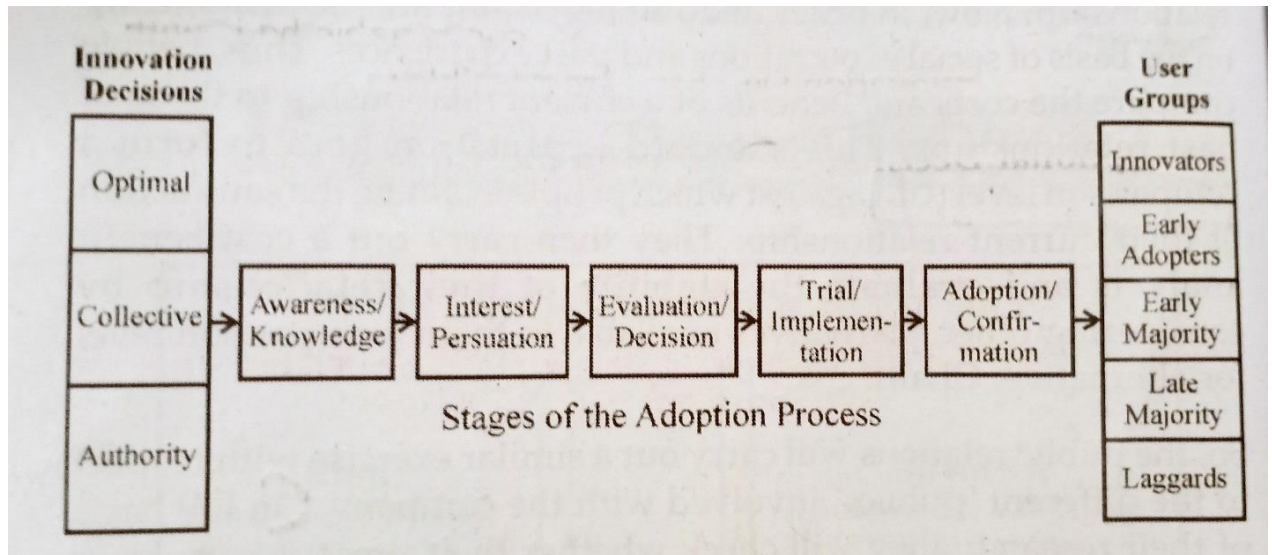 Innovation
Decisions
Optimal
Collective
Authority
Awareness/
Knowledge
Interest/
Persuation
Evaluation/
Decision
Trial/
Implemen-
tation
Adoption/
Confir-
mation
Stages of the Adoption Process
User
Groups
Innovators
Early
Adopters
Early
Majority
Late
Majority
Laggards